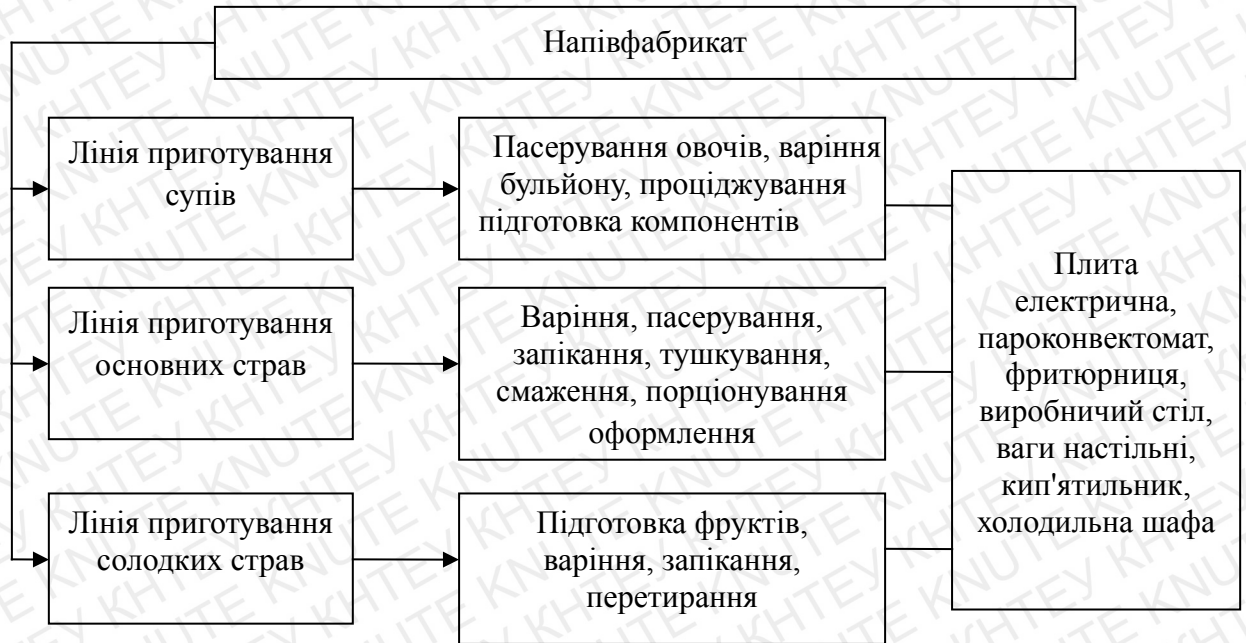 Напівфабрикат
Лінія приготування
супів
Пасерування овочів, варіння
бульйону, проціджування
підготовка компонентів
Лінія приготування
основних страв
Варіння, пасерування,
запікання, тушкування,
смаження, порціонування
оформлення
Лінія приготування
солодких страв
Підготовка фруктів,
варіння, запікання,
перетирання
Плита
електрична,
пароконвектомат,
фритюрниця,
виробничий стіл,
ваги настільні,
кип'ятильник,
холодильна шафа